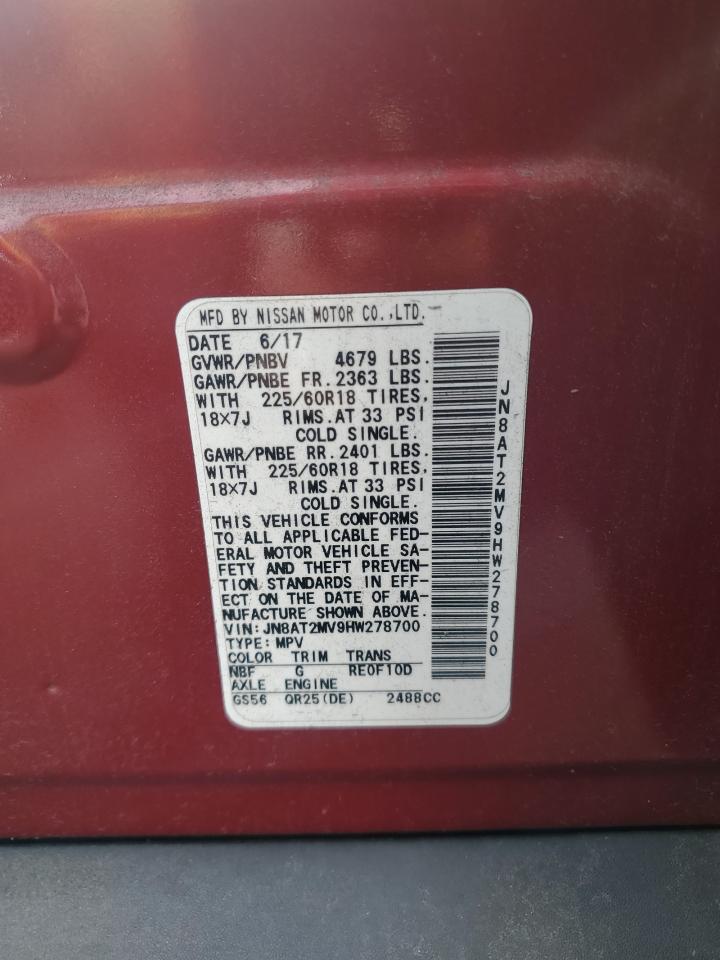 MFD BY NISSAN MOTOR CO.,LTD.
DATE 6/17
GVWR/PNBV 4679 LBS.
GAWR/PNBE FR. 2363 LBS.
WITH 225/60R18 TIRES,
18×7J RIMS. AT 33 PSI
COLD SINGLE.
GAWR/PNBE RR. 2401 LBS.
WITH 225/60R18 TIRES,
18×7J RIMS. AT 33 PSI
COLD SINGLE.
THIS VEHICLE CONFORMS
TO ALL APPLICABLE FED-
ERAL MOTOR VEHICLE SA-
FETY AND THEFT PREVEN-
TION STANDARDS IN EFF-
ECT ON THE DATE OF MA-
NUFACTURE SHOWN ABOVE.
VIN: JN8AT2MV9HW278700
TYPE: MPV
COLOR TRIM TRANS
NBF G RE0F10D
AXLE ENGINE
GS56 QR25(DE) 2488CC
JN8AT2MV9HW278700